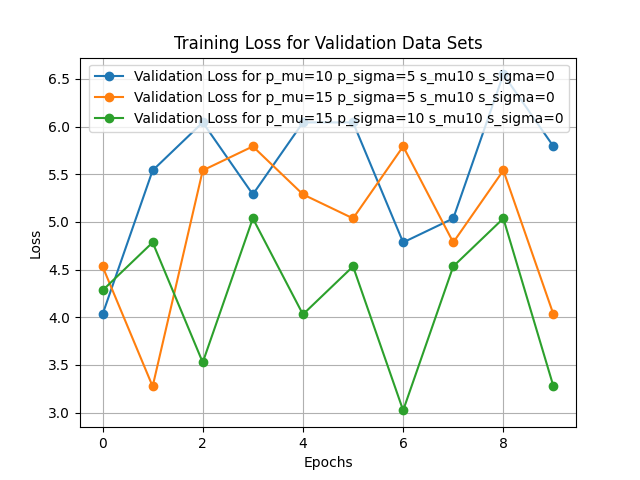 Training Loss for Validation Data Sets
Validation Loss for p_mu=10 p_sigma=5 s_mu10 s_sigma=0
Validation Loss for p_mu=15 p_sigma=5 s_mu10 s_sigma=0
Validation Loss for p_mu=15 p_sigma=10 s_mu10 s_sigma=0
6.5
6.0
5.5
5.0
4.5
4.0
3.5
3.0
Loss
0 2 4 6 8
Epochs